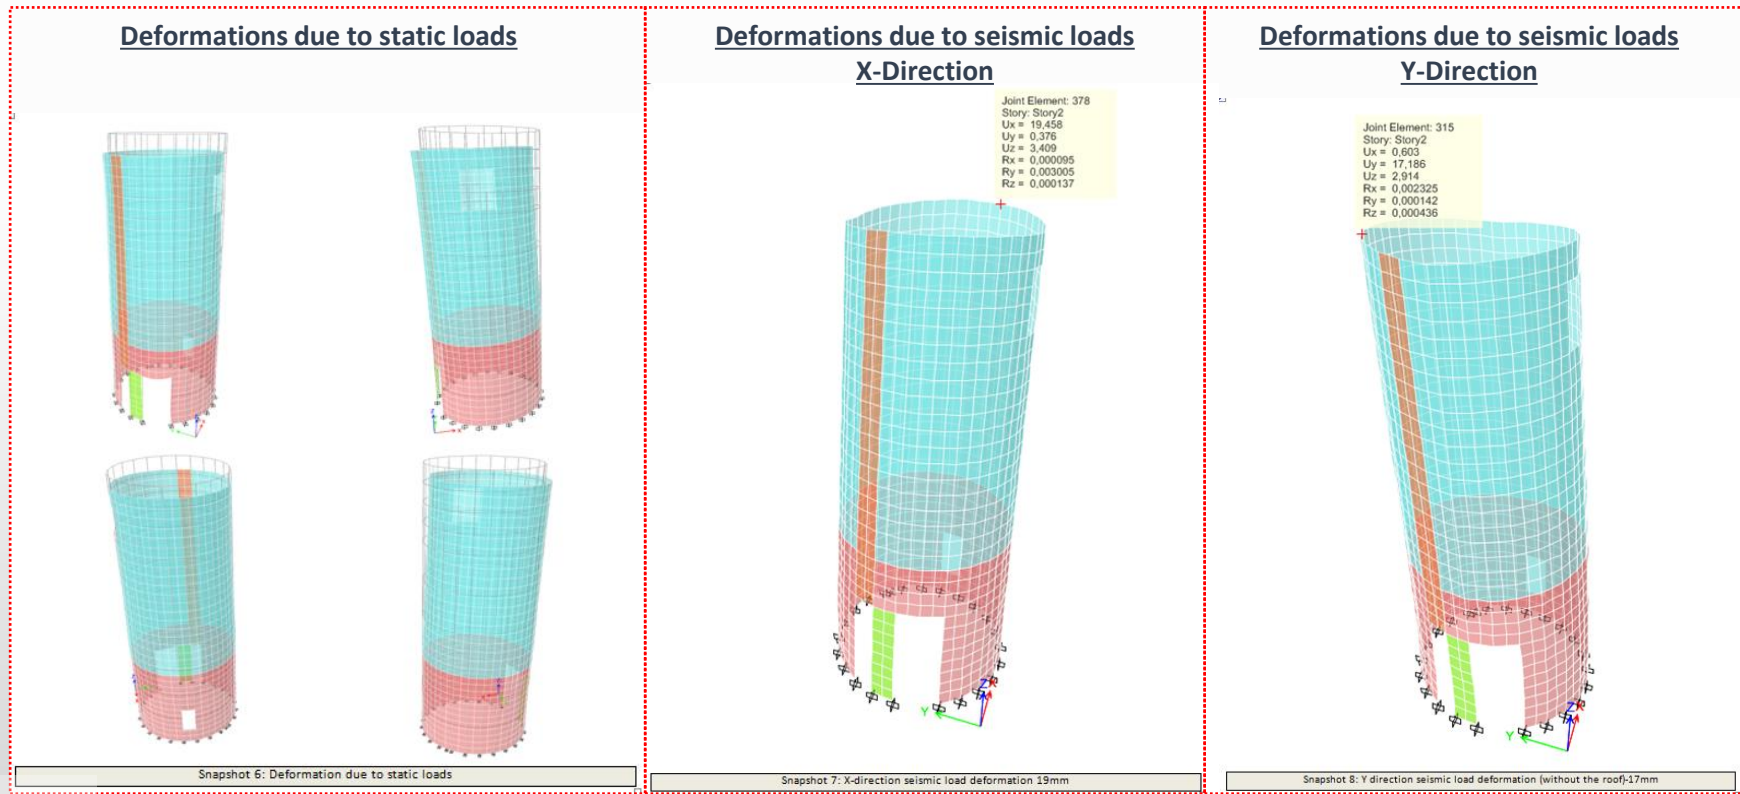 Deformations due to static loads
Snapshot 6: Deformation due to static loads
Deformations due to seismic loads
X-Direction
Joint Element: 378
Story: Story2
Ux = 19,458
Uy = 0,376
Uz = 3,409
Rx = 0,000095
Ry = 0,003005
Rz = 0,000137
Z
X
Y
Snapshot 7: X-direction seismic load deformation 19mm
Deformations due to seismic loads
Y-Direction
Joint Element: 315
Story: Story2
Ux = 0,603
Uy = 17,186
Uz = 2,914
Rx = 0,002325
Ry = 0,000142
Rz = 0,000436
Z
X
Y
Snapshot 8: Y direction seismic load deformation (without the roof)-17mm